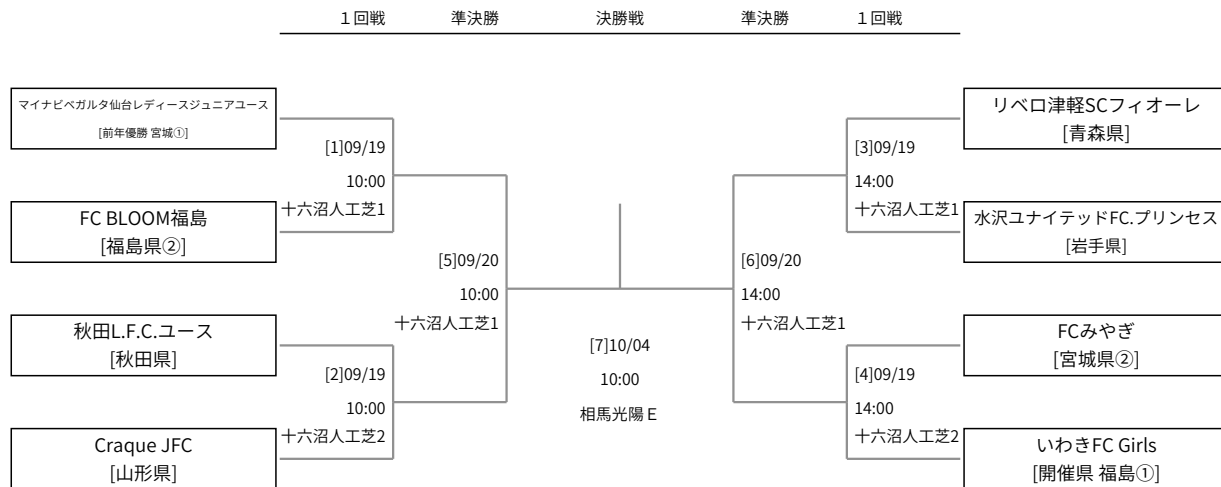 １回戦 準決勝 決勝戦 準決勝 １回戦
マイナビベガルタ仙台レディースジュニアユース
[前年優勝 宮城①]
FC BLOOM福島
[福島県②]
秋田L.F.C.ユース
[秋田県]
Craque JFC
[山形県]
[1]09/19
10:00
十六沼人工芝1
[2]09/19
10:00
十六沼人工芝2
[5]09/20
10:00
十六沼人工芝1
[7]10/04
10:00
相馬光陽Ｅ
[6]09/20
14:00
十六沼人工芝1
[3]09/19
14:00
十六沼人工芝1
[4]09/19
14:00
十六沼人工芝2
リベロ津軽SCフィオーレ
[青森県]
水沢ユナイテッドFC.プリンセス
[岩手県]
FCみやぎ
[宮城県②]
いわきFC Girls
[開催県 福島①]